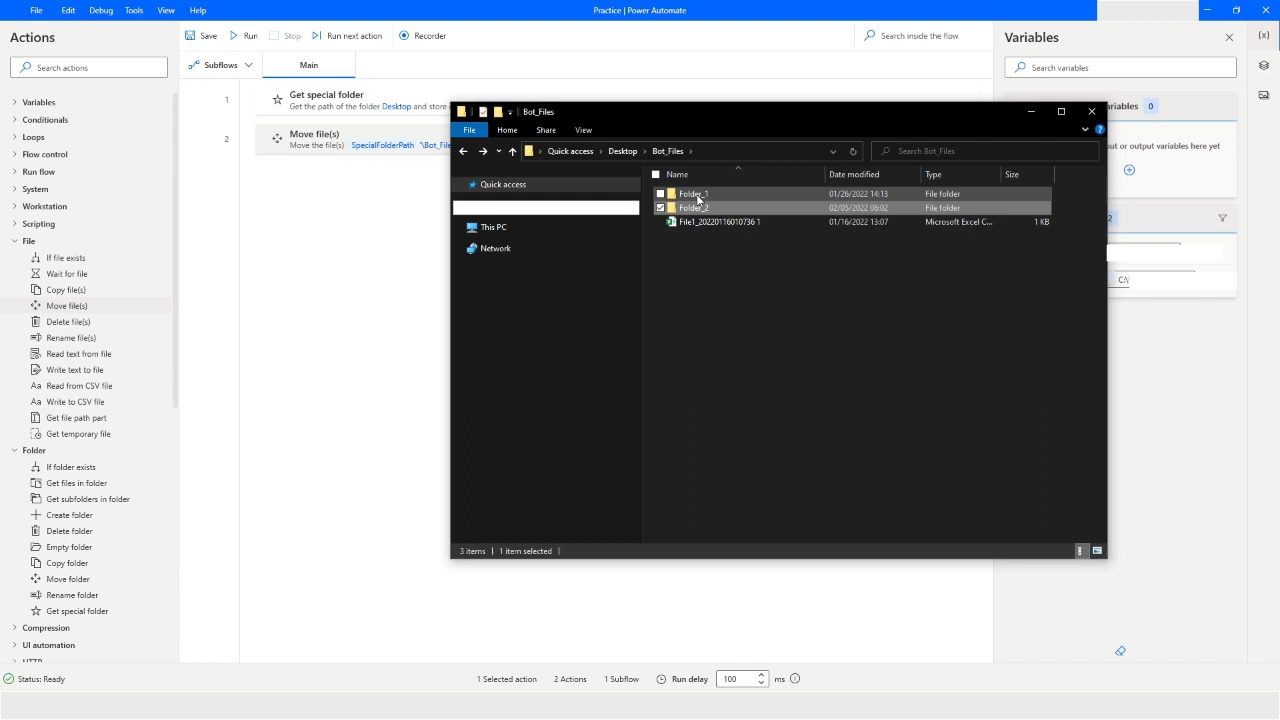 File Edit Debug Tools View Help
Practice | Power Automate
Actions
Search actions
Variables
Conditionals
Loops
Flow control
Run flow
System
Workstation
Scripting
File
If file exists
Wait for file
Copy file(s)
Move file(s)
Delete file(s)
Rename file(s)
Read text from file
Write text to file
Read from CSV file
Write to CSV file
Get file path part
Get temporary file
Folder
If folder exists
Get files in folder
Get subfolders in folder
Create folder
Delete folder
Empty folder
Copy folder
Move folder
Rename folder
Get special folder
Compression
UI automation
Save Run Stop Run next action Recorder
Search inside the flow
Subflows Main
1
Get special folder
Get the path of the folder Desktop and store
2
Move file(s)
Move the file(s) SpecialFolderPath '\Bot_File
Bot_Files
File Home Share View
Quick access Desktop Bot_Files
Search Bot_Files
Quick access
This PC
Network
Name Date modified Type Size
Folder_1 01/26/2022 14:13 File folder
Folder_2 02/05/2022 08:02 File folder
File1_20220116010736 1 01/16/2022 13:07 Microsoft Excel C... 1 KB
3 items 1 item selected
Variables
{x}
Search variables
ariables 0
out or output variables here yet
2
C:\
Status: Ready
1 Selected action 2 Actions 1 Subflow Run delay 100 ms